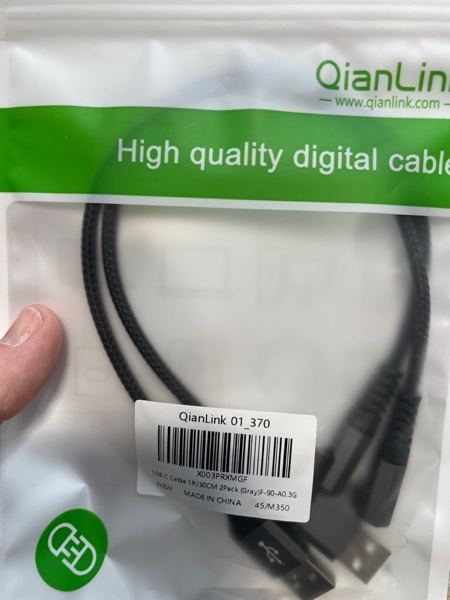 QianLin
www.qianlink.com
High quality digital cable
QianLink 01_370
X003PRXMGF
USB C Cable 1ft/30CM 2Pack (Gray)F-90-A0.3G
NEW
MADE IN CHINA 45/M350